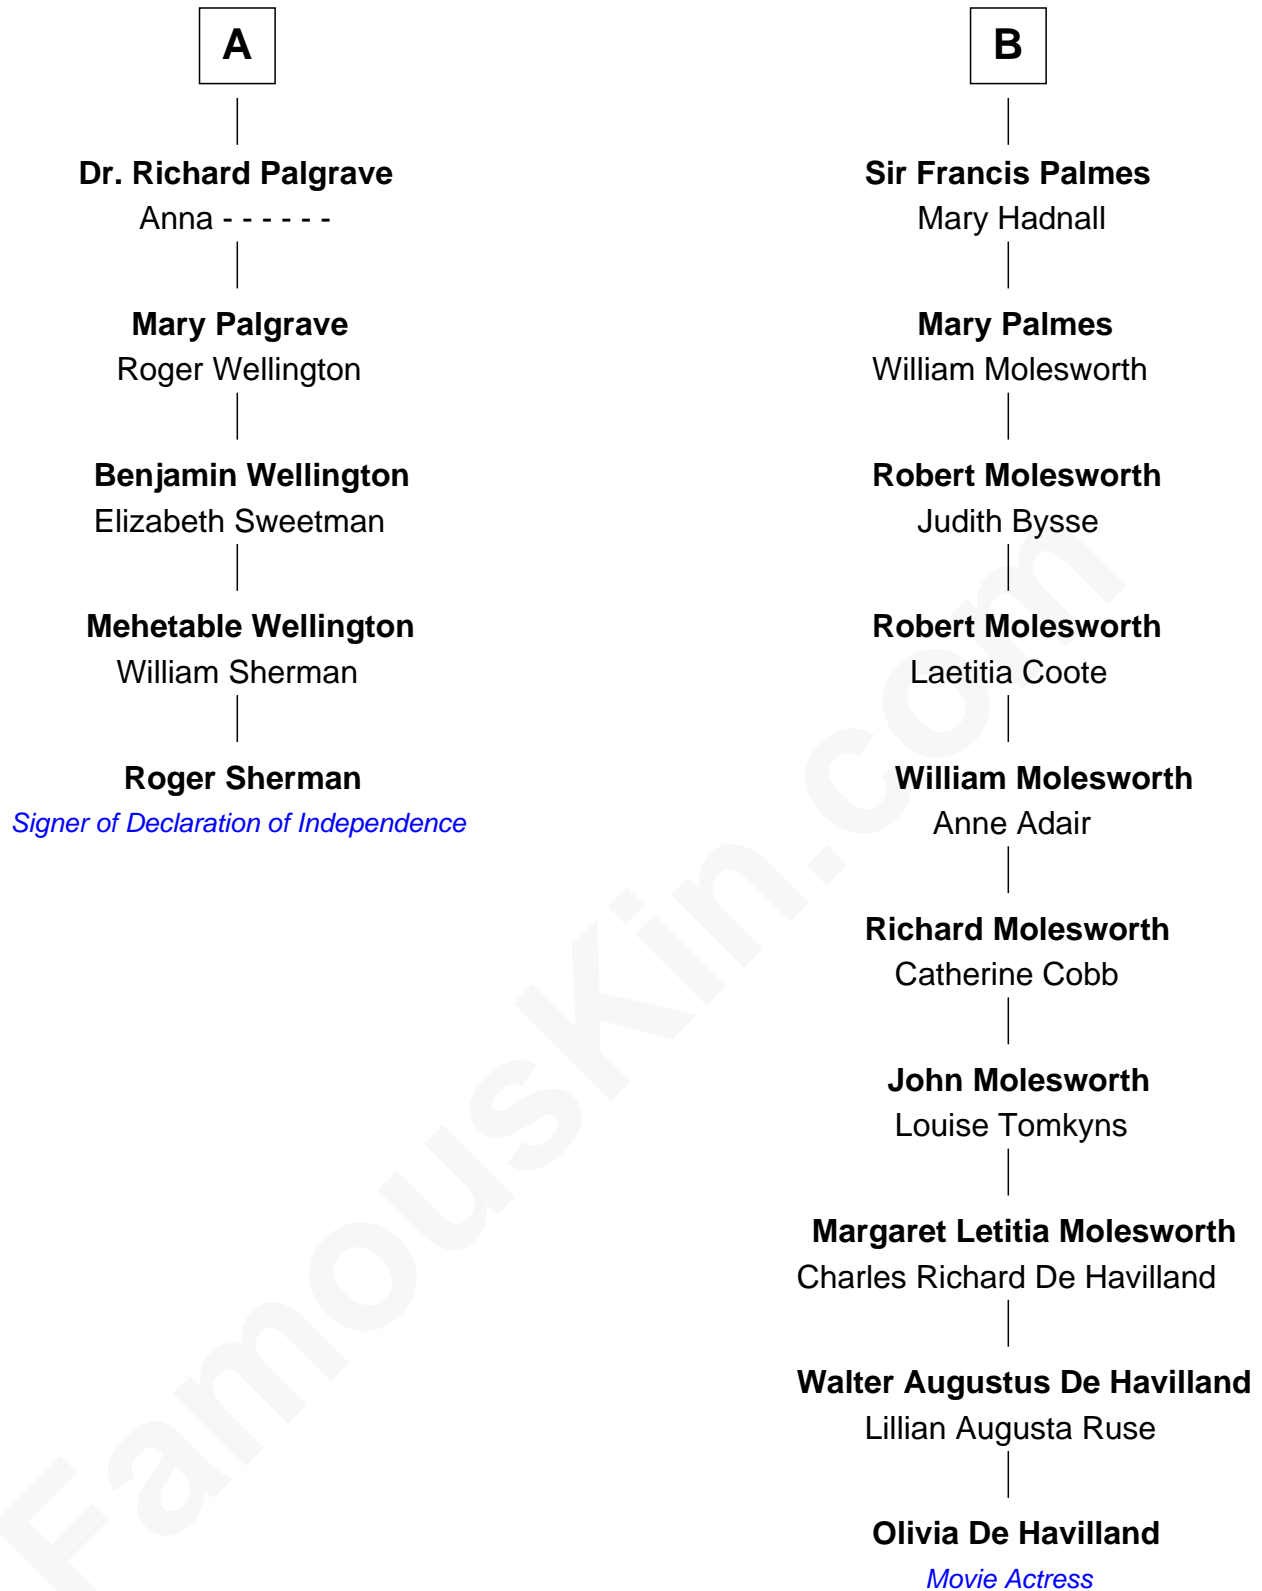 A
Dr. Richard Palgrave
Anna - - - - - -
Mary Palgrave
Roger Wellington
Benjamin Wellington
Elizabeth Sweetman
Mehetable Wellington
William Sherman
Roger Sherman
Signer of Declaration of Independence
B
Sir Francis Palmes
Mary Hadnall
Mary Palmes
William Molesworth
Robert Molesworth
Judith Bysse
Robert Molesworth
Laetitia Coote
William Molesworth
Anne Adair
Richard Molesworth
Catherine Cobb
John Molesworth
Louise Tomkyns
Margaret Letitia Molesworth
Charles Richard De Havilland
Walter Augustus De Havilland
Lillian Augusta Ruse
Olivia De Havilland
Movie Actress
FamousKin.com